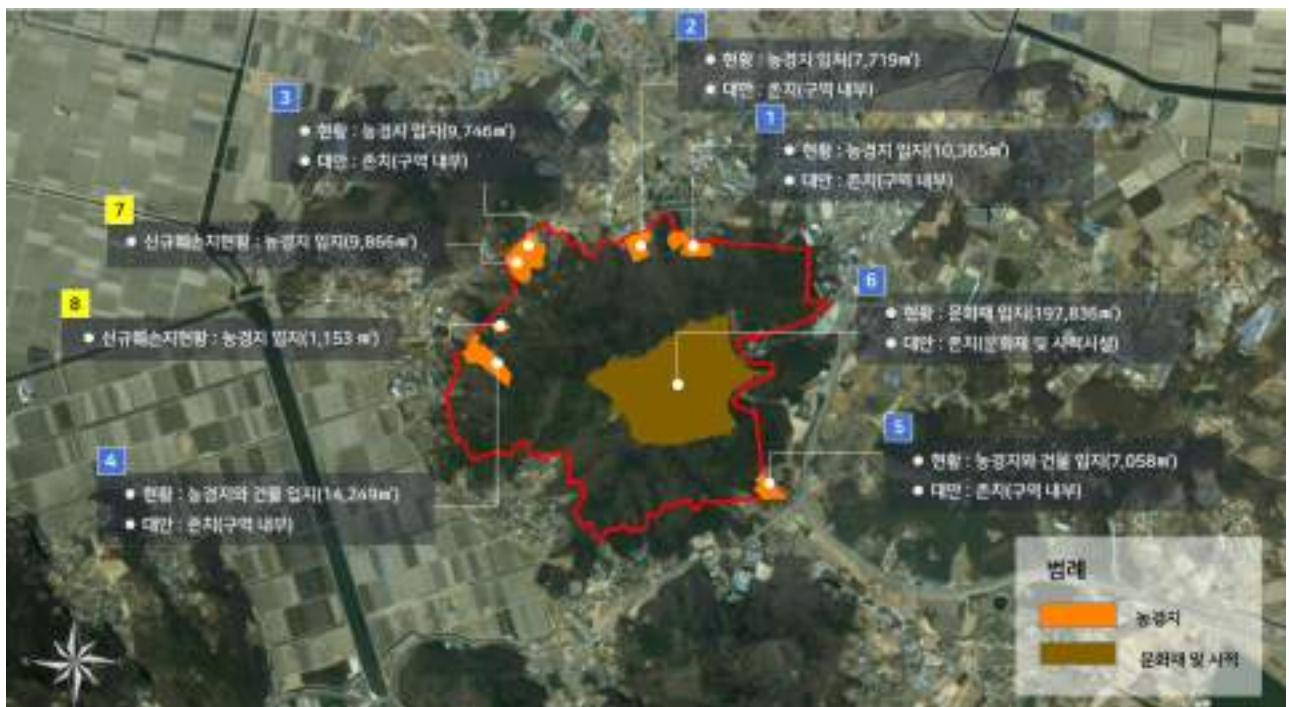 2
● 현황 : 농경지 입지(7,719㎡)
● 대안 : 존치(구역 내부)
3
● 현황 : 농경지 입지(9,746㎡)
● 대안 : 존치(구역 내부)
1
● 현황 : 농경지 입지(10,365㎡)
● 대안 : 존치(구역 내부)
7
● 신규훼손지현황 : 농경지 입지(9,866㎡)
6
● 현황 : 문화재 입지(197,836㎡)
● 대안 : 존치(문화재 및 사적시설)
8
● 신규훼손지현황 : 농경지 입지(1,153 ㎡)
5
● 현황 : 농경지와 건물 입지(7,058㎡)
● 대안 : 존치(구역 내부)
4
● 현황 : 농경지와 건물 입지(14,249㎡)
● 대안 : 존치(구역 내부)
범례
농경지
문화재 및 사적